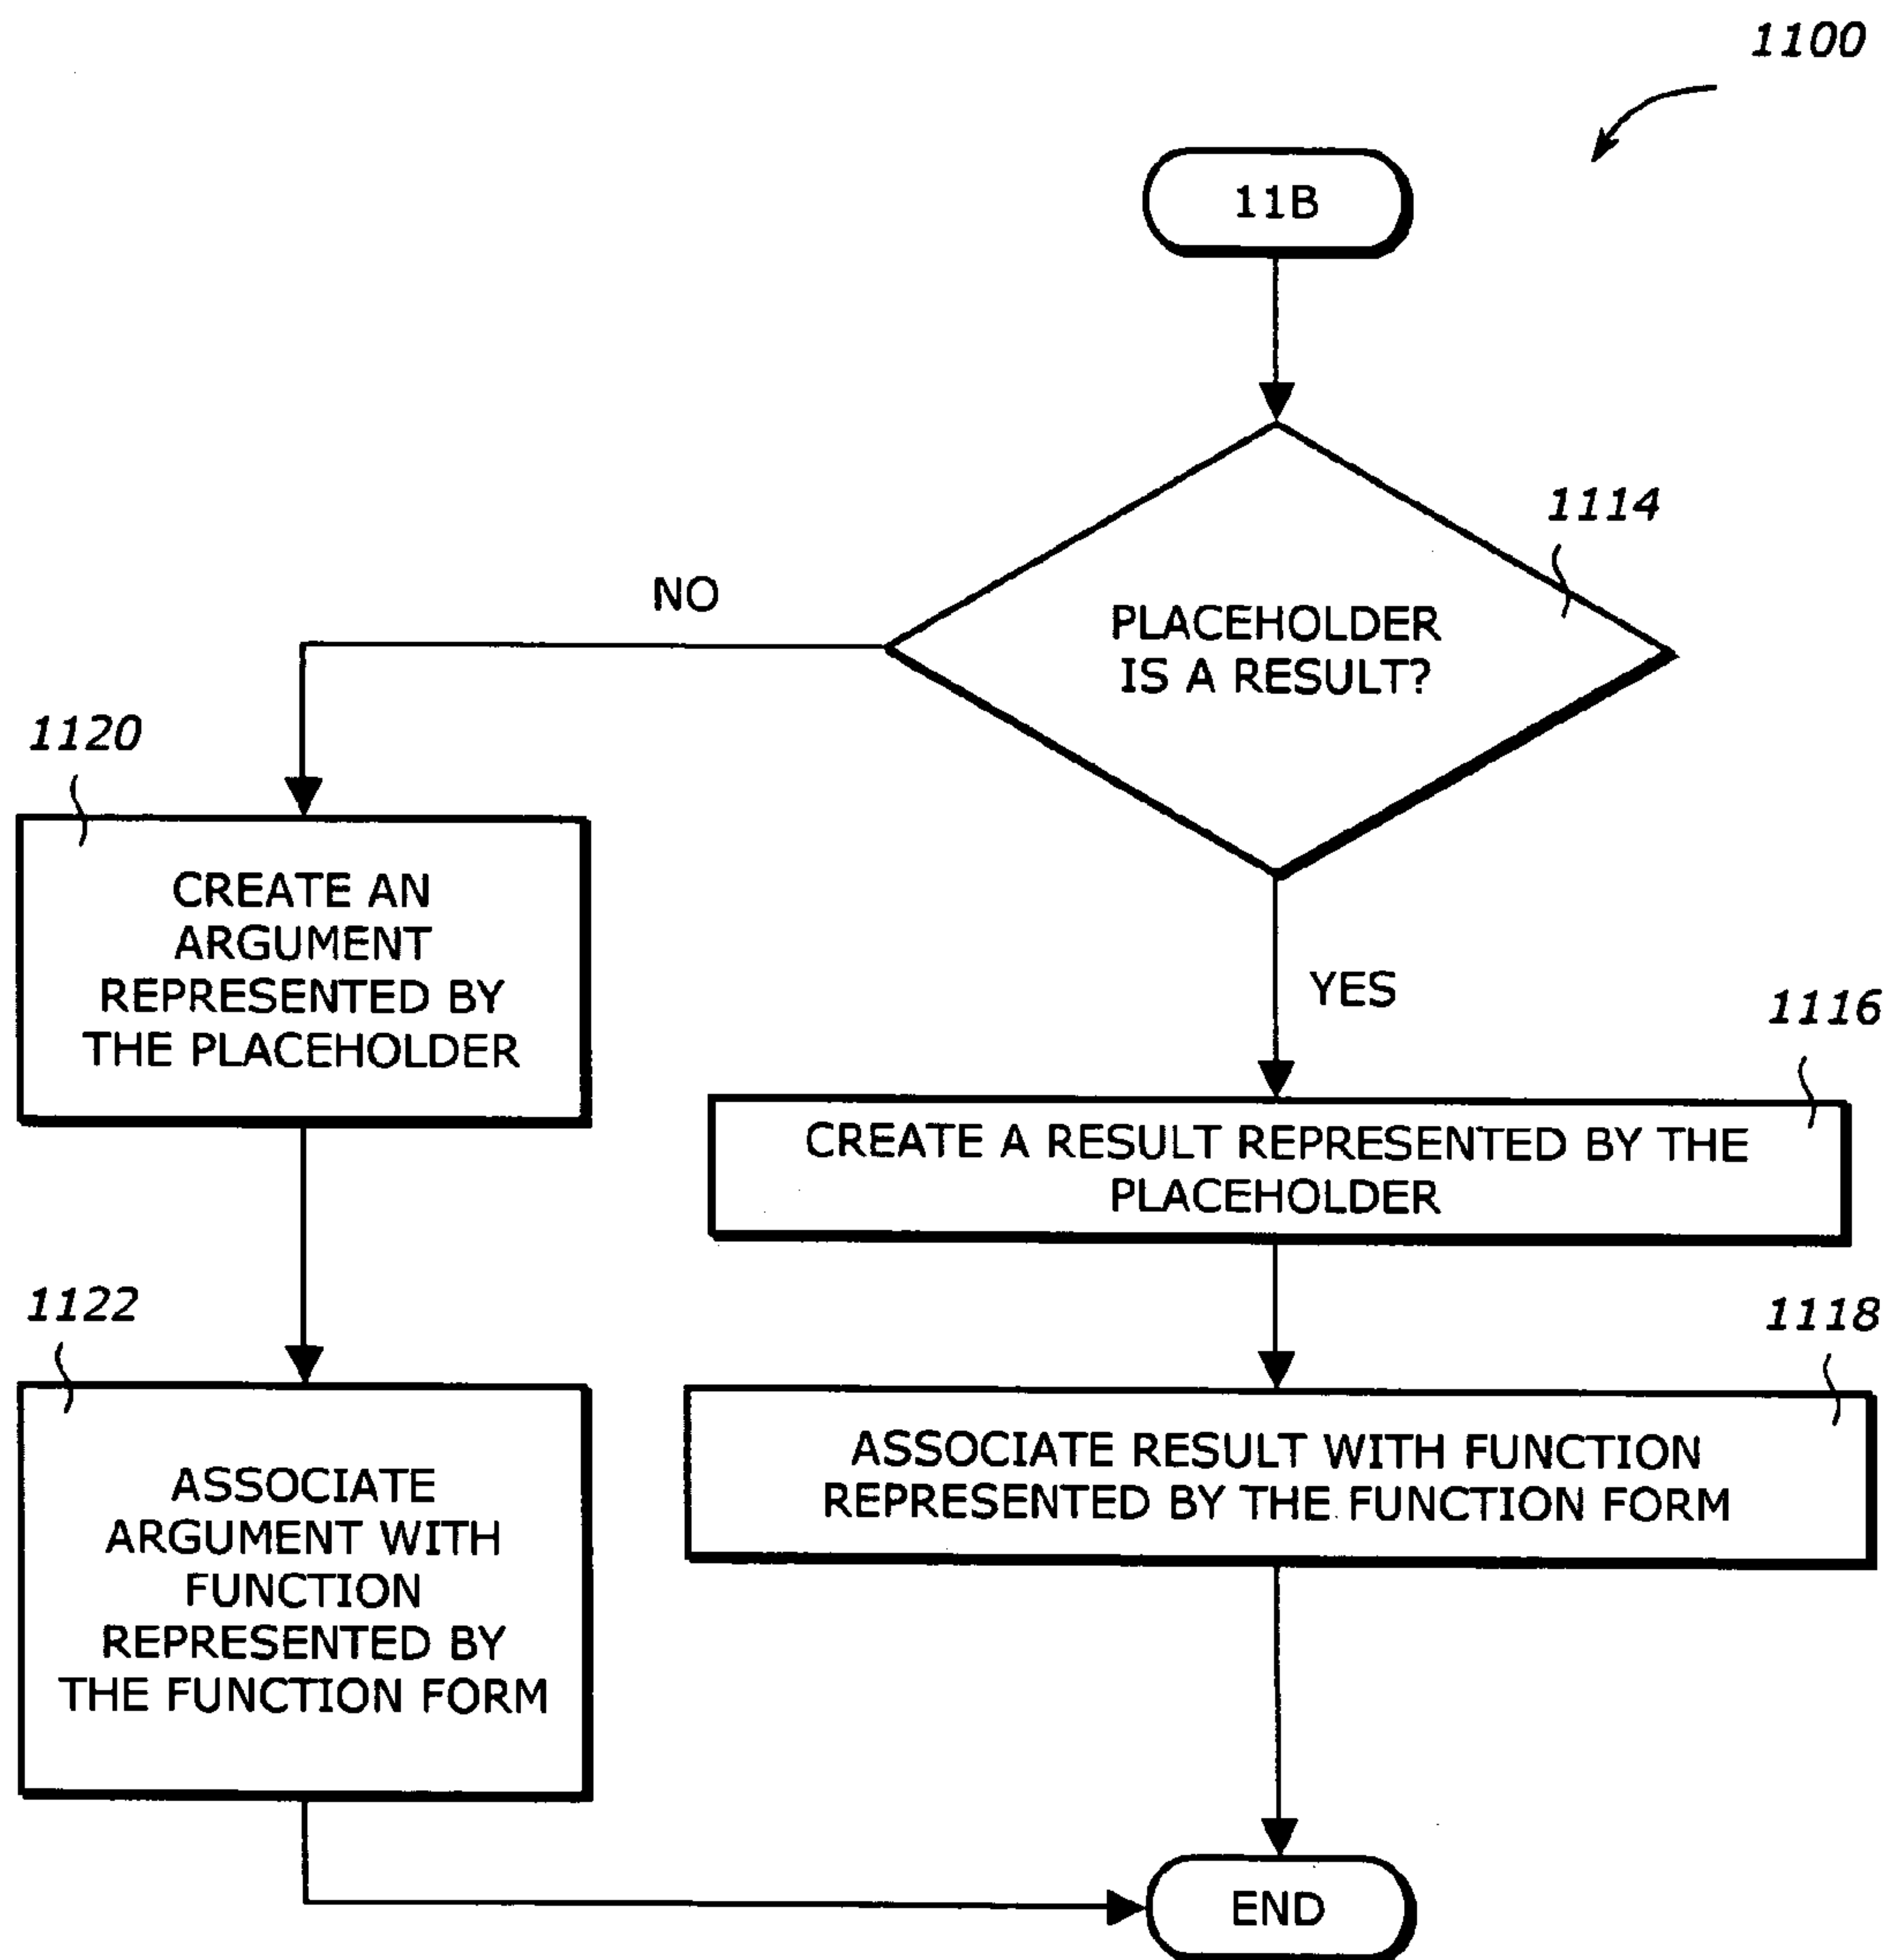 1100
11B
1114
PLACEHOLDER
IS A RESULT?
NO
1120
CREATE AN
ARGUMENT
REPRESENTED BY
THE PLACEHOLDER
YES
1116
CREATE A RESULT REPRESENTED BY THE
PLACEHOLDER
1122
ASSOCIATE
ARGUMENT WITH
FUNCTION
REPRESENTED BY
THE FUNCTION FORM
1118
ASSOCIATE RESULT WITH FUNCTION
REPRESENTED BY THE FUNCTION FORM
END